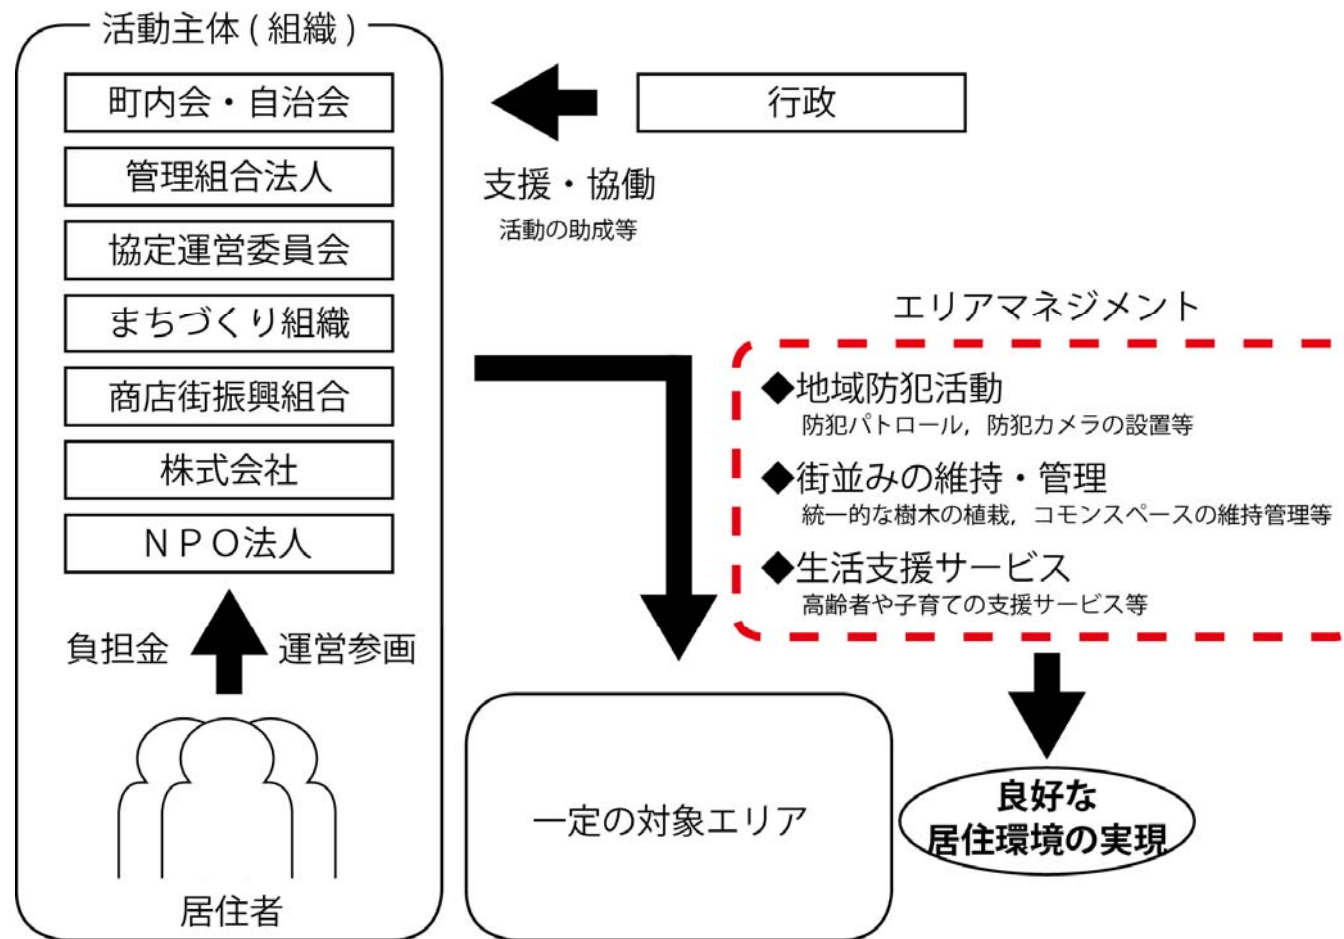 活動主体 ( 組織 )
町内会・自治会
管理組合法人
協定運営委員会
まちづくり組織
商店街振興組合
株式会社
ＮＰＯ法人
負担金
運営参画
居住者
行政
支援・協働
活動の助成等
エリアマネジメント
◆地域防犯活動
防犯パトロール，防犯カメラの設置等
◆街並みの維持・管理
統一的な樹木の植栽，コモンスペースの維持管理等
◆生活支援サービス
高齢者や子育ての支援サービス等
一定の対象エリア
良好な
居住環境の実現